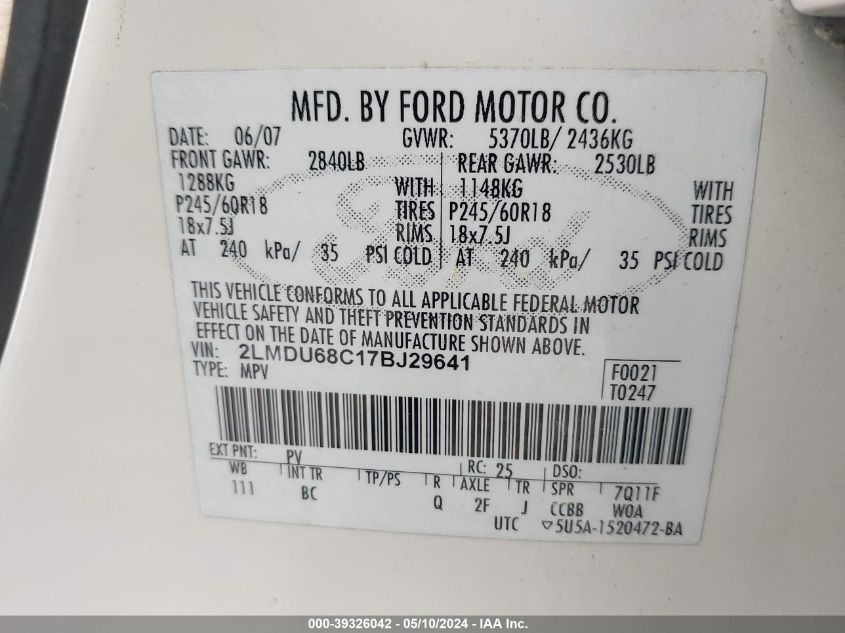 MFD. BY FORD MOTOR CO.
DATE: 06/07 GVWR: 5370LB/ 2436KG
FRONT GAWR: 2840LB REAR GAWR: 2530LB
1288KG WITH 1148KG WITH
P245/60R18 TIRES P245/60R18 TIRES
18x7.5J RIMS 18x7.5J RIMS
AT 240 kPa/ 35 PSI COLD AT 240 kPa/ 35 PSI COLD
Ford
THIS VEHICLE CONFORMS TO ALL APPLICABLE FEDERAL MOTOR
VEHICLE SAFETY AND THEFT PREVENTION STANDARDS IN
EFFECT ON THE DATE OF MANUFACTURE SHOWN ABOVE.
VIN: 2LMDU68C17BJ29641
TYPE: MPV F0021
T0247
EXT PNT: PV RC: 25 DSO:
WB INT TR TP/PS R AXLE TR SPR 7Q11F
111 BC Q 2F J CCBB W0A
UTC ▽5U5A-1520472-BA
000-39326042 — 05/10/2024 — IAA Inc.